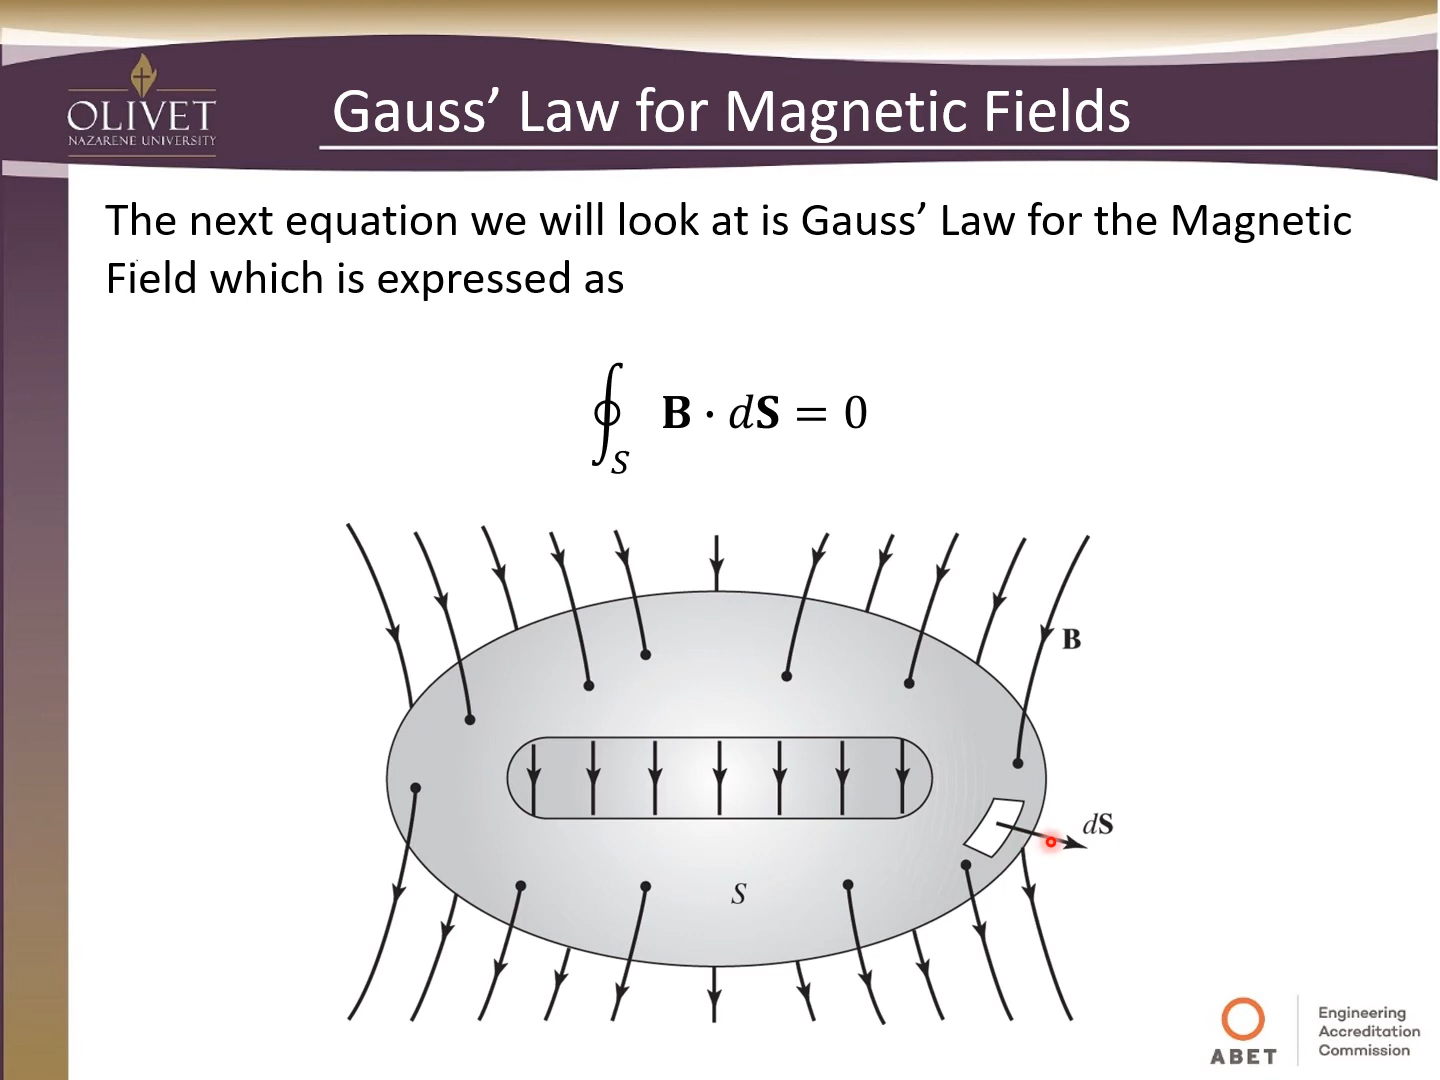 OLIVET
NAZARENE UNIVERSITY
Gauss’ Law for Magnetic Fields
The next equation we will look at is Gauss’ Law for the Magnetic
Field which is expressed as
∮_S 𝐁 · d𝐒 = 0
B
dS
S
ABET
Engineering
Accreditation
Commission